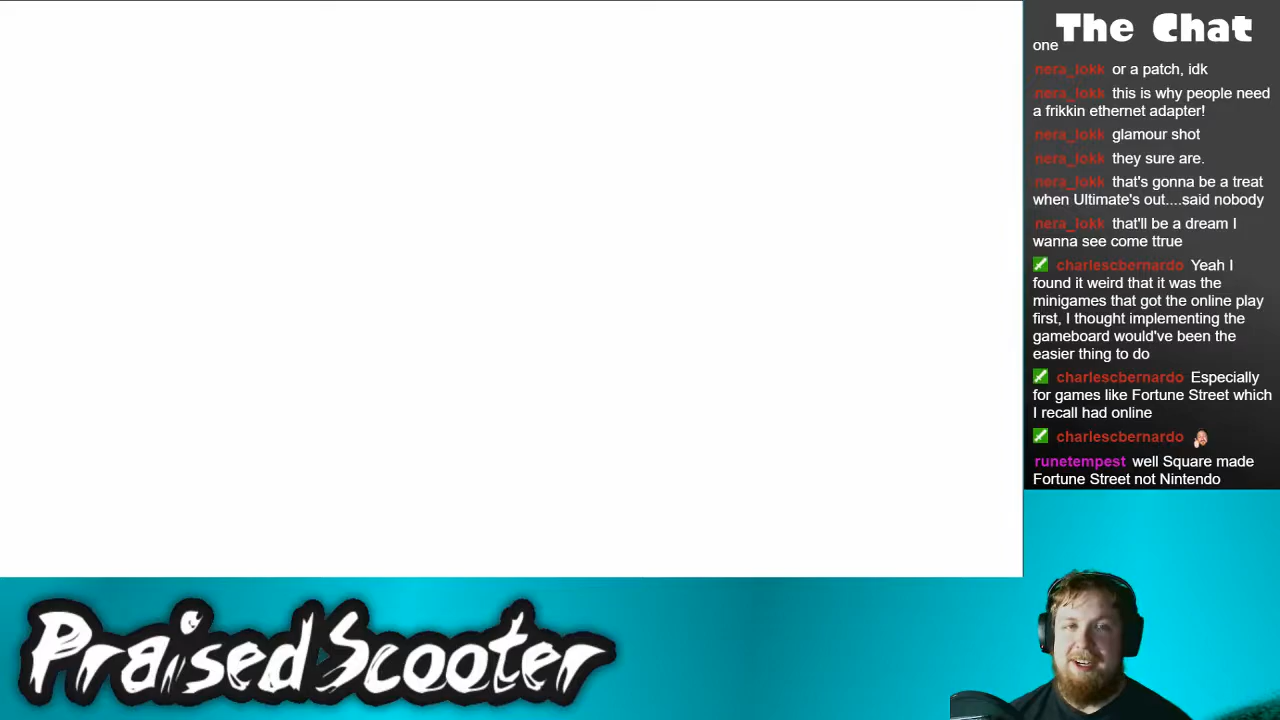 The Chat
one
nera_lokk or a patch, idk
nera_lokk this is why people need
a frikkin ethernet adapter!
nera_lokk glamour shot
nera_lokk they sure are.
nera_lokk that's gonna be a treat
when Ultimate's out....said nobody
nera_lokk that'll be a dream I
wanna see come ttrue
charlescbernardo Yeah I
found it weird that it was the
minigames that got the online play
first, I thought implementing the
gameboard would've been the
easier thing to do
charlescbernardo Especially
for games like Fortune Street which
I recall had online
charlescbernardo
runetempest well Square made
Fortune Street not Nintendo
PraisedScooter